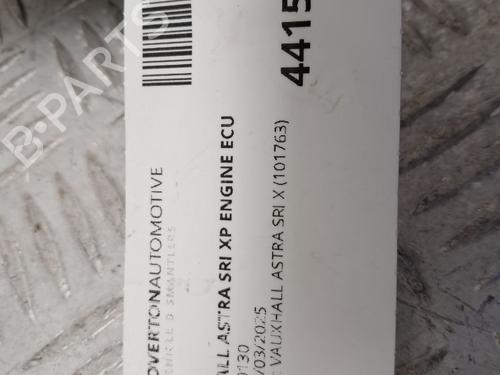 OVERTONAUTOMOTIVE
VEHICLE DISMANTLERS
4415
ALL ASTRA SRI XP ENGINE ECU
0130
/03/2025
E VAUXHALL ASTRA SRI X (101763)
B-PARTS